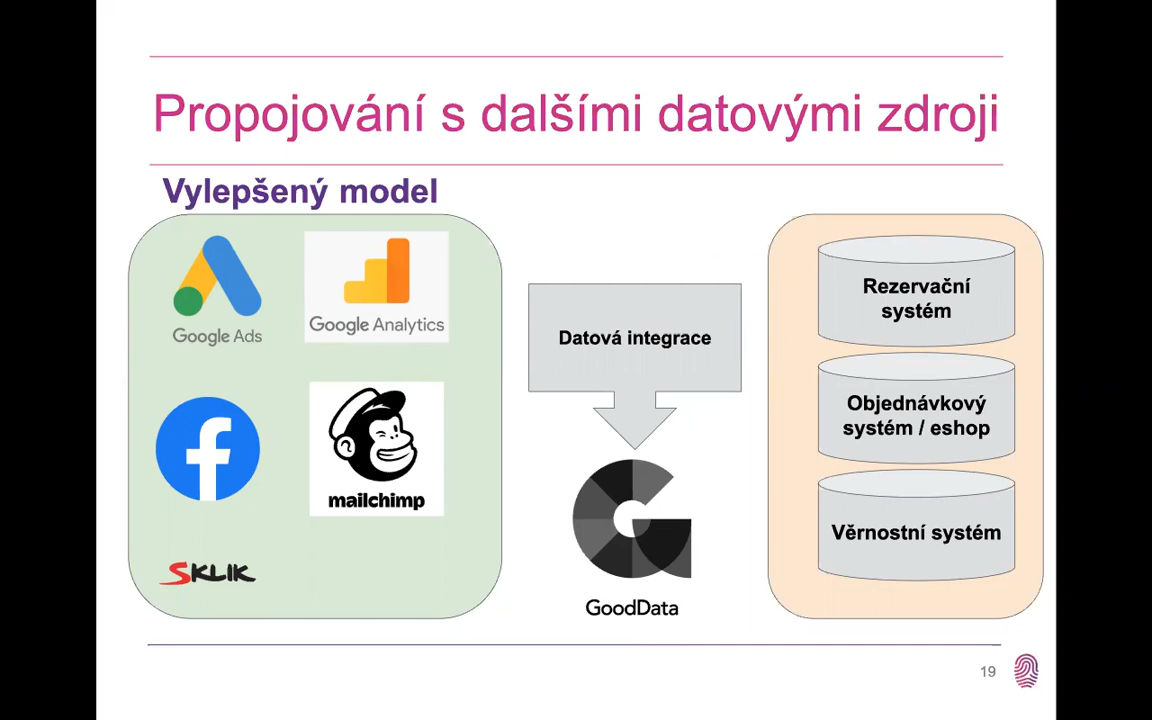 Propojování s dalšími datovými zdroji
Vylepšený model
Google Ads
Google Analytics
mailchimp
SKLIK
Datová integrace
GoodData
Rezervační
systém
Objednávkový
systém / eshop
Věrnostní systém
19